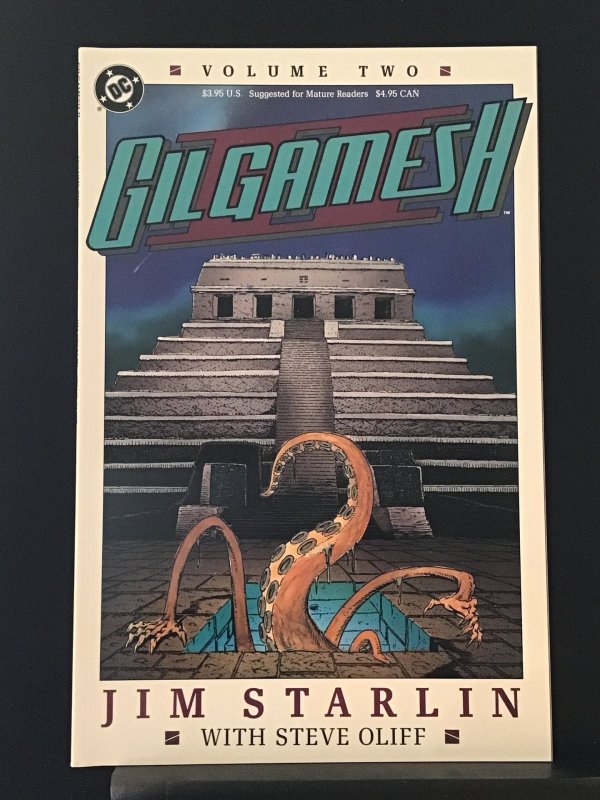 VOLUME TWO
DC
®
$3.95 U.S. Suggested for Mature Readers $4.95 CAN
GILGAMESH II
™
JIM STARLIN
WITH STEVE OLIFF